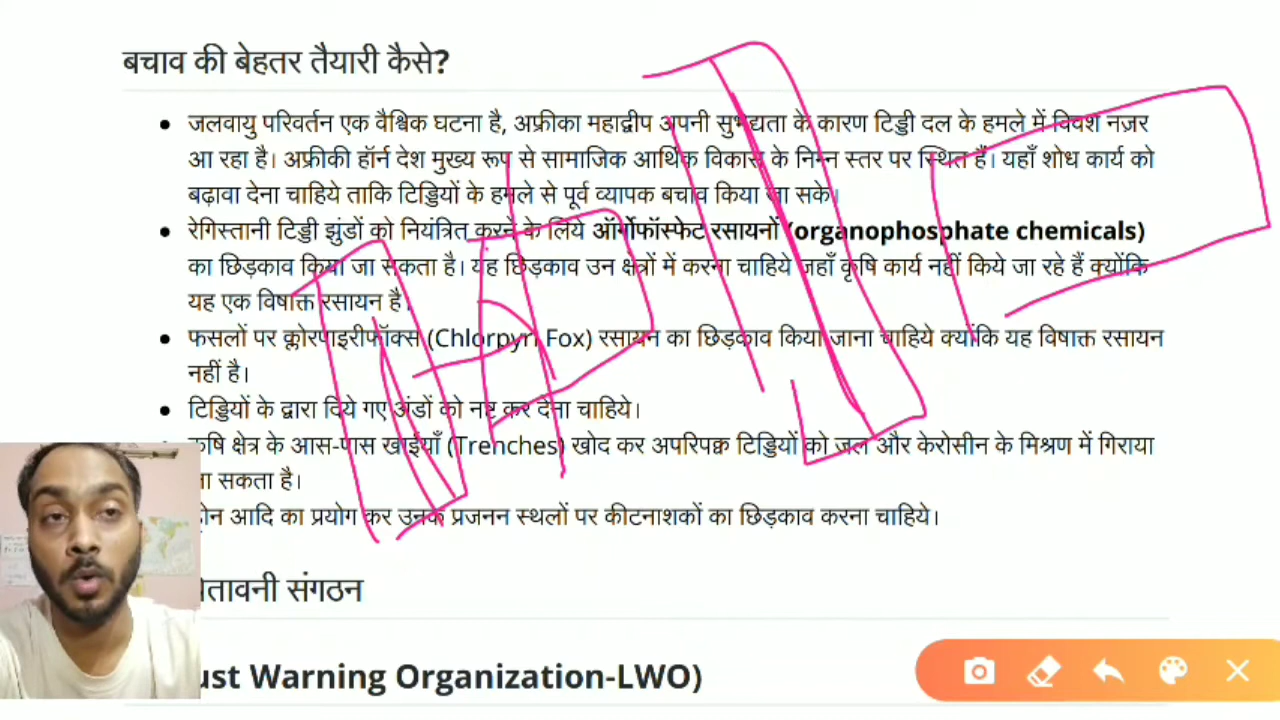 बचाव की बेहतर तैयारी कैसे?
जलवायु परिवर्तन एक वैश्विक घटना है, अफ्रीका महाद्वीप अपनी सुभेद्यता के कारण टिड्डी दल के हमले में विवश नज़र
आ रहा है। अफ्रीकी हॉर्न देश मुख्य रूप से सामाजिक आर्थिक विकास के निम्न स्तर पर स्थित हैं। यहाँ शोध कार्य को
बढ़ावा देना चाहिये ताकि टिड्डियों के हमले से पूर्व व्यापक बचाव किया जा सके।
रेगिस्तानी टिड्डी झुंडों को नियंत्रित करने के लिये ऑर्गोफॉस्फेट रसायनों (organophosphate chemicals)
का छिड़काव किया जा सकता है। यह छिड़काव उन क्षेत्रों में करना चाहिये जहाँ कृषि कार्य नहीं किये जा रहे हैं क्योंकि
यह एक विषाक्त रसायन है।
फसलों पर क्लोरपाइरीफॉक्स (Chlorpyri Fox) रसायन का छिड़काव किया जाना चाहिये क्योंकि यह विषाक्त रसायन
नहीं है।
टिड्डियों के द्वारा दिये गए अंडों को नष्ट कर देना चाहिये।
कृषि क्षेत्र के आस-पास खाईयाँ (Trenches) खोद कर अपरिपक्व टिड्डियों को जल और केरोसीन के मिश्रण में गिराया
जा सकता है।
ड्रोन आदि का प्रयोग कर उनके प्रजनन स्थलों पर कीटनाशकों का छिड़काव करना चाहिये।
संगठन
Warning Organization-LWO)